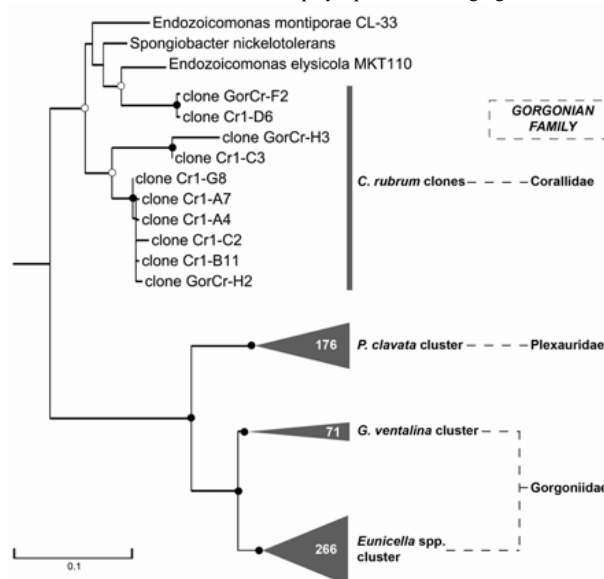 Endozoicomonas montiporae CL-33
Spongiobacter nickelotolerans
Endozoicomonas elysicola MKT110
clone GorCr-F2
clone Cr1-D6
clone GorCr-H3
clone Cr1-C3
clone Cr1-G8
clone Cr1-A7
clone Cr1-A4
clone Cr1-C2
clone Cr1-B11
clone GorCr-H2
GORGONIAN
FAMILY
C. rubrum clones
Corallidae
176
P. clavata cluster
Plexauridae
71
G. ventalina cluster
Gorgoniidae
266
Eunicella spp.
cluster
0.1